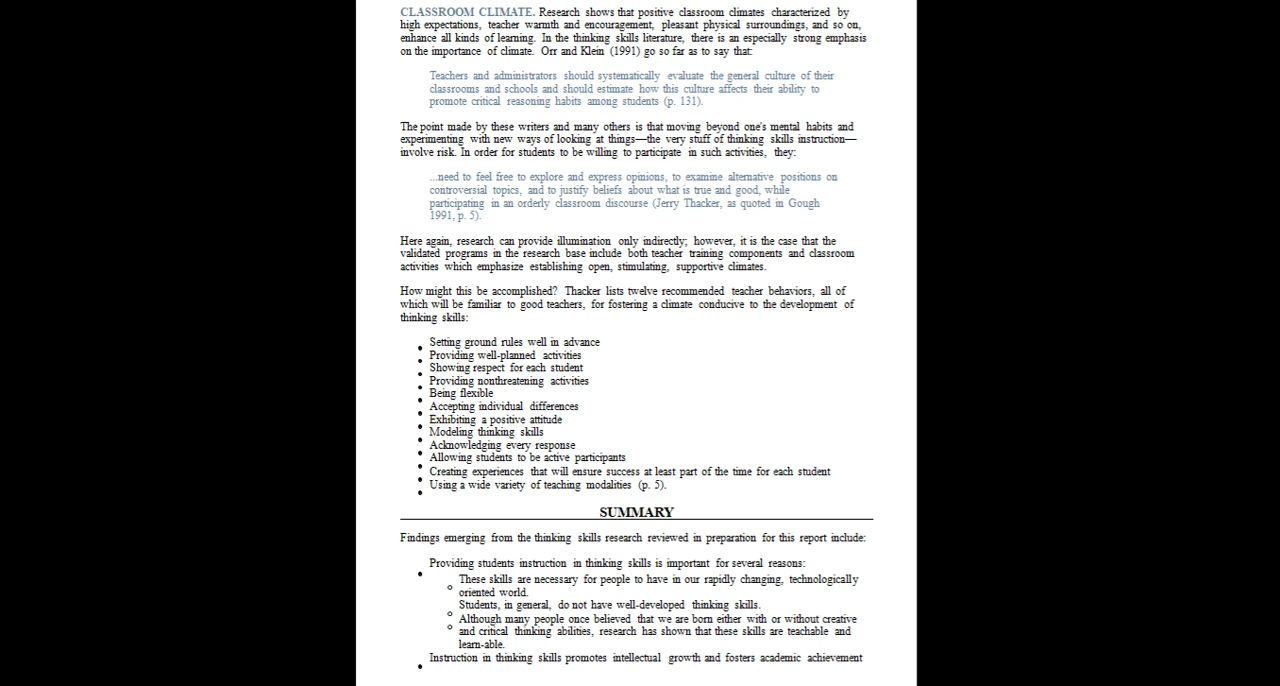 CLASSROOM CLIMATE. Research shows that positive classroom climates characterized by
high expectations, teacher warmth and encouragement, pleasant physical surroundings, and so on,
enhance all kinds of learning. In the thinking skills literature, there is an especially strong emphasis
on the importance of climate. Orr and Klein (1991) go so far as to say that:
Teachers and administrators should systematically evaluate the general culture of their
classrooms and schools and should estimate how this culture affects their ability to
promote critical reasoning habits among students (p. 131).
The point made by these writers and many others is that moving beyond one's mental habits and
experimenting with new ways of looking at things—the very stuff of thinking skills instruction—
involve risk. In order for students to be willing to participate in such activities, they:
...need to feel free to explore and express opinions, to examine alternative positions on
controversial topics, and to justify beliefs about what is true and good, while
participating in an orderly classroom discourse (Jerry Thacker, as quoted in Gough
1991, p. 5).
Here again, research can provide illumination only indirectly; however, it is the case that the
validated programs in the research base include both teacher training components and classroom
activities which emphasize establishing open, stimulating, supportive climates.
How might this be accomplished? Thacker lists twelve recommended teacher behaviors, all of
which will be familiar to good teachers, for fostering a climate conducive to the development of
thinking skills:
• Setting ground rules well in advance
• Providing well-planned activities
• Showing respect for each student
• Providing nonthreatening activities
• Being flexible
• Accepting individual differences
• Exhibiting a positive attitude
• Modeling thinking skills
• Acknowledging every response
• Allowing students to be active participants
• Creating experiences that will ensure success at least part of the time for each student
• Using a wide variety of teaching modalities (p. 5).
SUMMARY
Findings emerging from the thinking skills research reviewed in preparation for this report include:
• Providing students instruction in thinking skills is important for several reasons:
o These skills are necessary for people to have in our rapidly changing, technologically
oriented world.
o Students, in general, do not have well-developed thinking skills.
o Although many people once believed that we are born either with or without creative
and critical thinking abilities, research has shown that these skills are teachable and
learn-able.
• Instruction in thinking skills promotes intellectual growth and fosters academic achievement